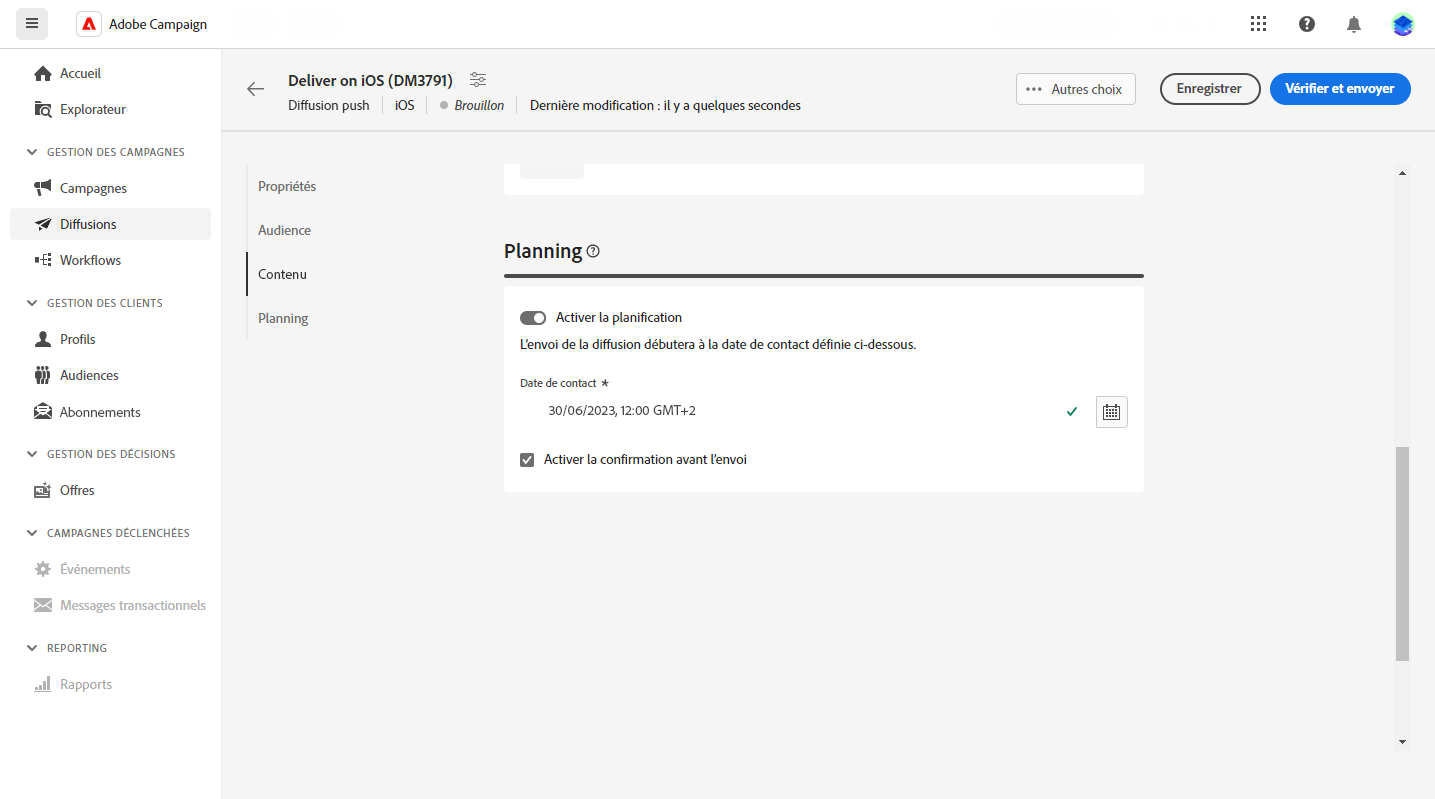 Adobe Campaign
Accueil
Explorateur
GESTION DES CAMPAGNES
Campagnes
Diffusions
Workflows
GESTION DES CLIENTS
Profils
Audiences
Abonnements
GESTION DES DÉCISIONS
Offres
CAMPAGNES DÉCLENCHÉES
Événements
Messages transactionnels
REPORTING
Rapports
Deliver on iOS (DM3791)
Diffusion push iOS Brouillon Dernière modification : il y a quelques secondes
Autres choix
Enregistrer
Vérifier et envoyer
Propriétés
Audience
Contenu
Planning
Planning
Activer la planification
L'envoi de la diffusion débutera à la date de contact définie ci-dessous.
Date de contact *
30/06/2023, 12:00 GMT+2
Activer la confirmation avant l'envoi